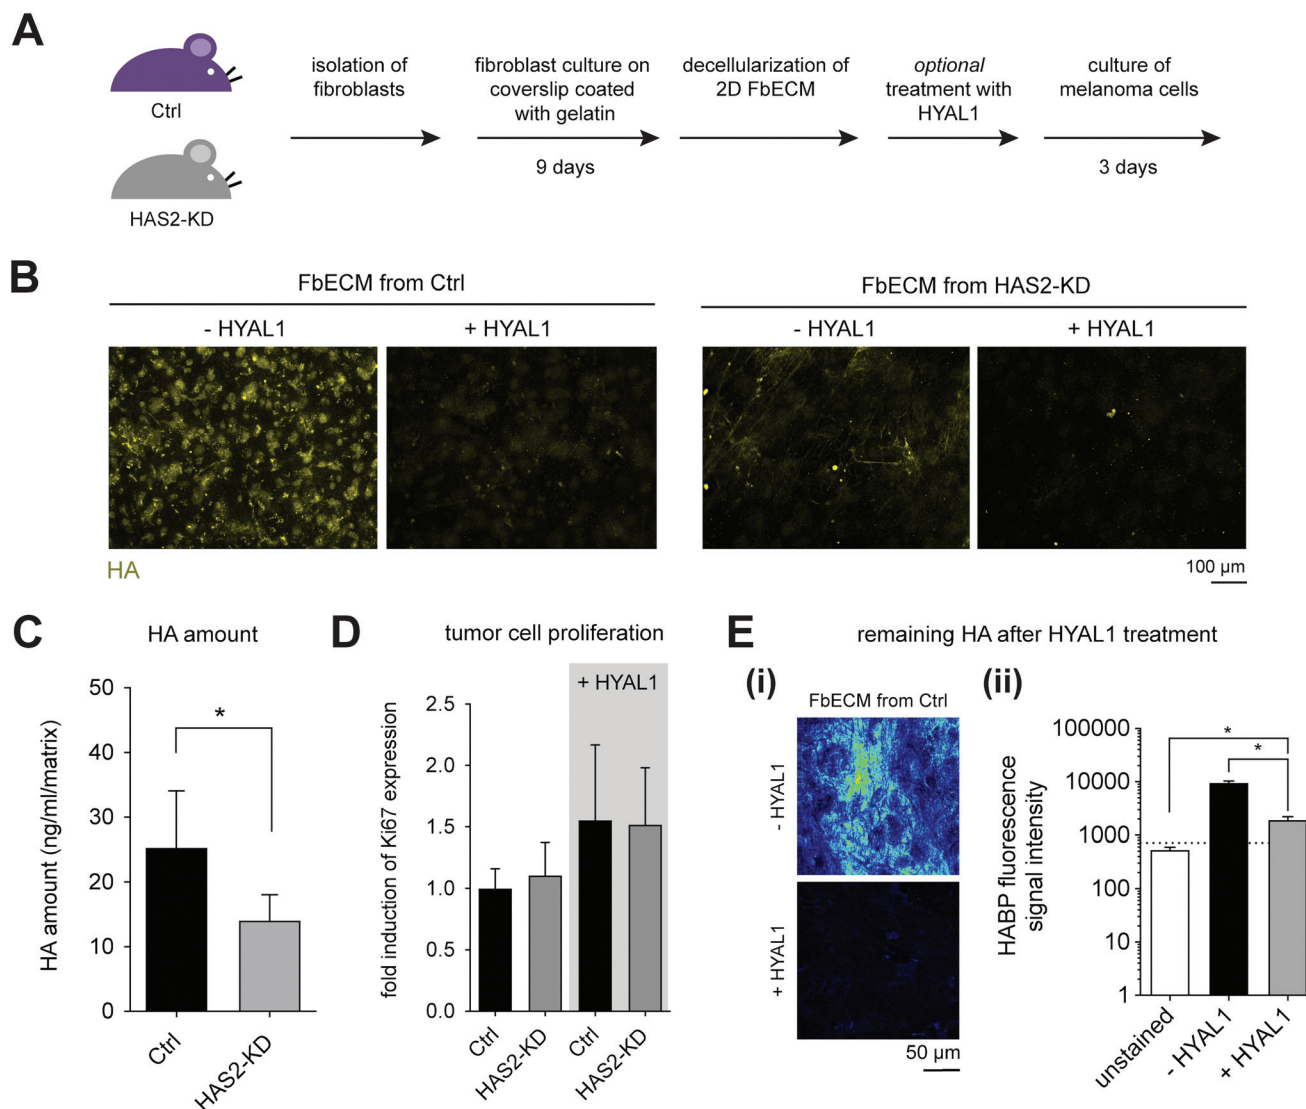 A
Ctrl
HAS2-KD
isolation of
fibroblasts
fibroblast culture on
coverslip coated
with gelatin
9 days
decellularization of
2D FbECM
optional
treatment with
HYAL1
culture of
melanoma cells
3 days
B
FbECM from Ctrl
- HYAL1
+ HYAL1
FbECM from HAS2-KD
- HYAL1
+ HYAL1
HA
100 µm
C
HA amount
HA amount (ng/ml/matrix)
50
40
30
20
10
0
*
Ctrl
HAS2-KD
D
tumor cell proliferation
+ HYAL1
fold induction of Ki67 expression
2.5
2.0
1.5
1.0
0.5
0.0
Ctrl
HAS2-KD
Ctrl
HAS2-KD
E
remaining HA after HYAL1 treatment
(i)
FbECM from Ctrl
- HYAL1
+ HYAL1
50 µm
(ii)
HABP fluorescence
signal intensity
100000
10000
1000
100
10
1
*
*
unstained
- HYAL1
+ HYAL1